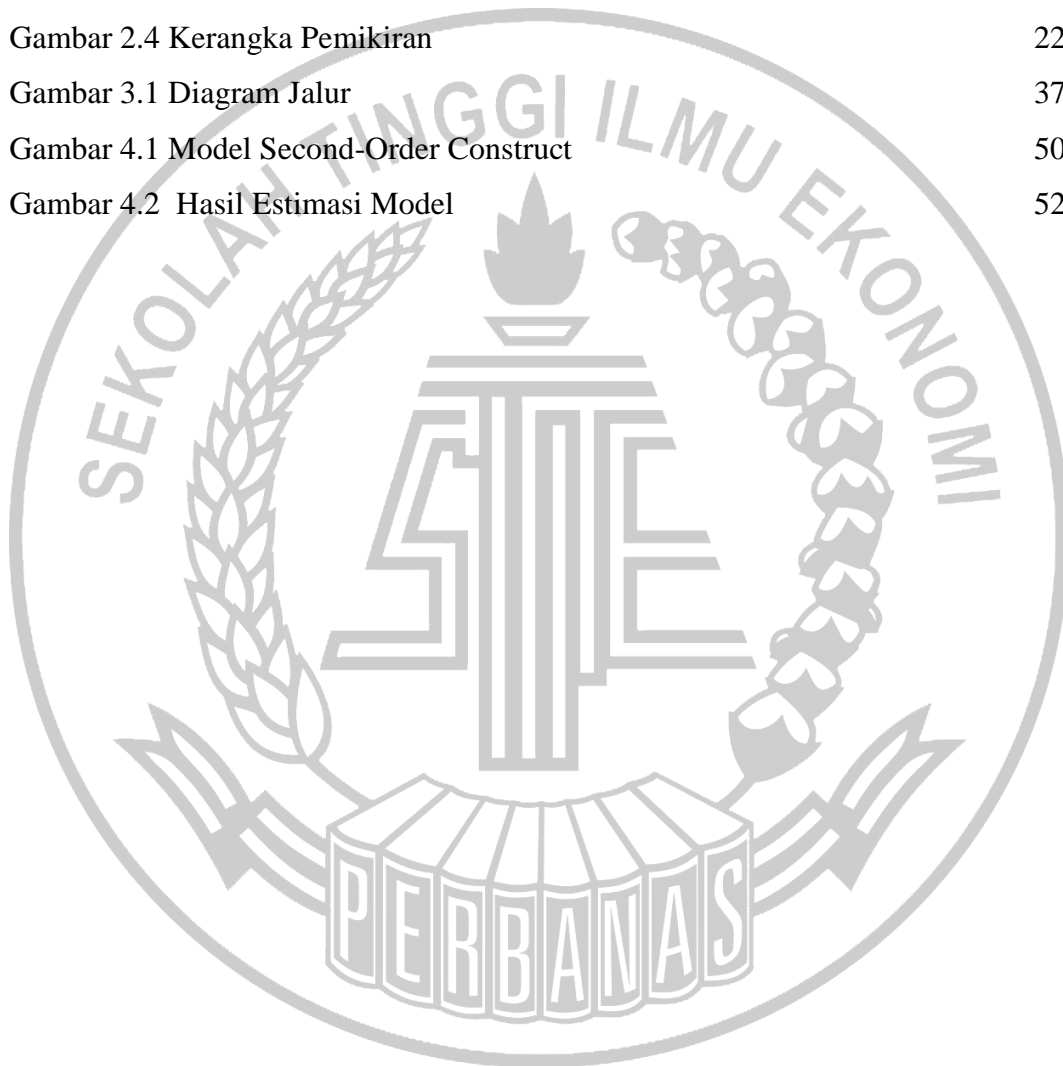 Gambar 2.4 Kerangka Pemikiran 22
Gambar 3.1 Diagram Jalur 37
Gambar 4.1 Model Second-Order Construct 50
Gambar 4.2  Hasil Estimasi Model 52
SEKOLAH TINGGI ILMU EKONOMI
STIE
PERBANAS